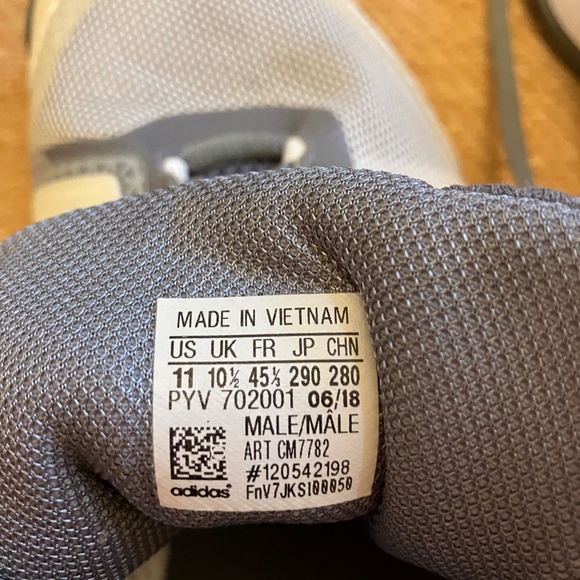 MADE IN VIETNAM
US UK FR JP CHN
11 10½ 45⅓ 290 280
PYV 702001 06/18
MALE/MÂLE
ART CM7782
#120542198
adidas FnV7JKSI00050